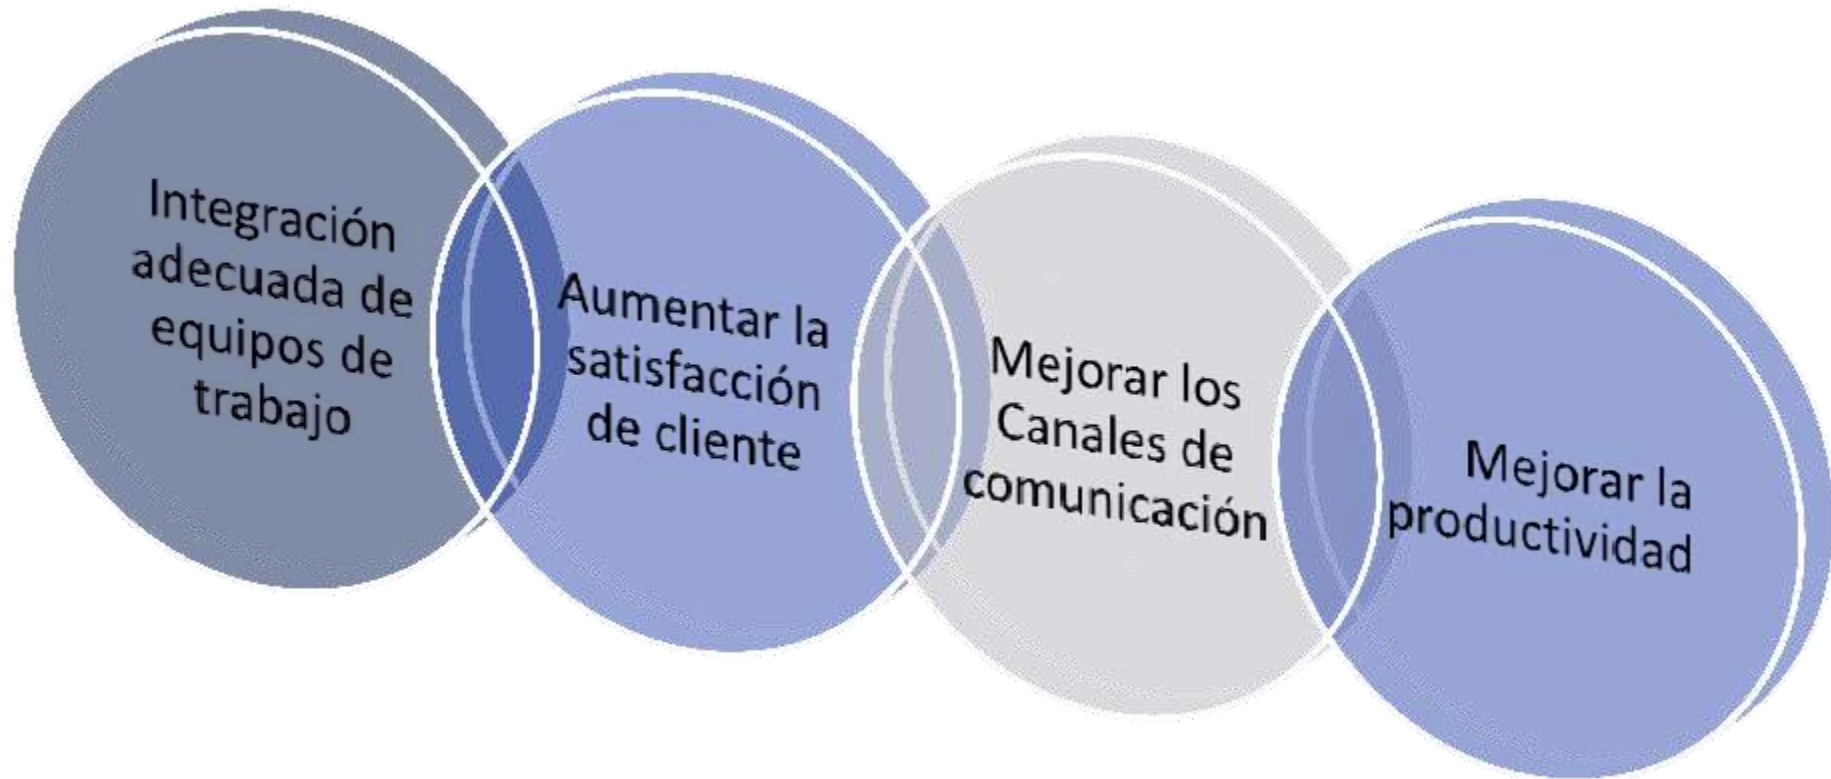 Integración
adecuada de
equipos de
trabajo
Aumentar la
satisfacción
de cliente
Mejorar los
Canales de
comunicación
Mejorar la
productividad